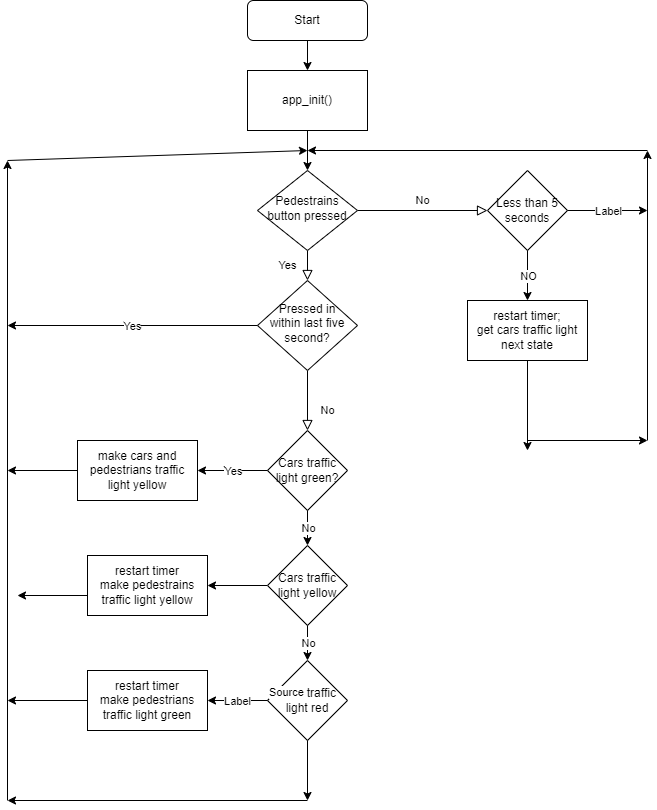 Start
app_init()
Pedestrains
button pressed
No
Less than 5
seconds
Label
Yes
NO
Pressed in
within last five
second?
Yes
restart timer;
get cars traffic light
next state
No
make cars and
pedestrians traffic
light yellow
Yes
Cars traffic
light green?
No
restart timer
make pedestrains
traffic light yellow
Cars traffic
light yellow
No
restart timer
make pedestrians
traffic light green
Label
Source traffic
light red